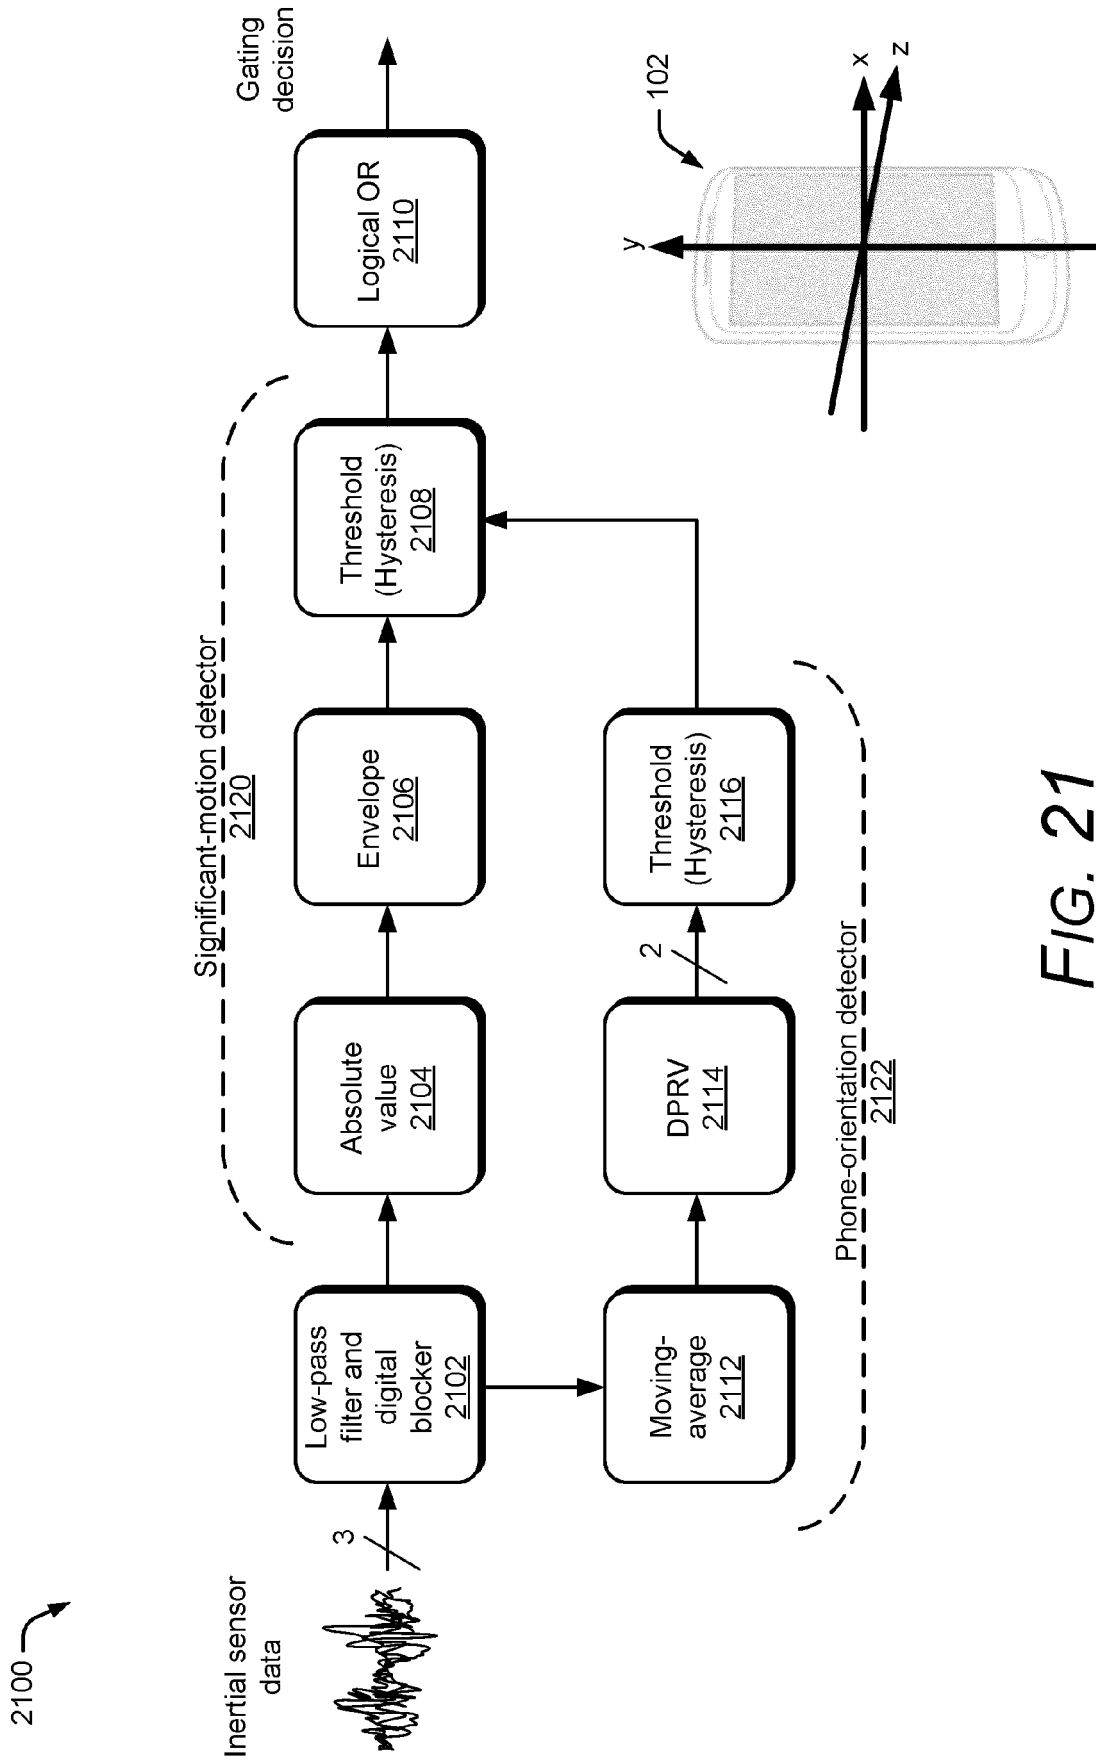 2100
Inertial sensor
data
3
Low-pass
filter and
digital
blocker
2102
Significant-motion detector
2120
Absolute
value
2104
Envelope
2106
Threshold
(Hysteresis)
2108
Logical OR
2110
Gating
decision
Moving-
average
2112
DPRV
2114
2
Threshold
(Hysteresis)
2116
Phone-orientation detector
2122
102
y
x
z
FIG. 21